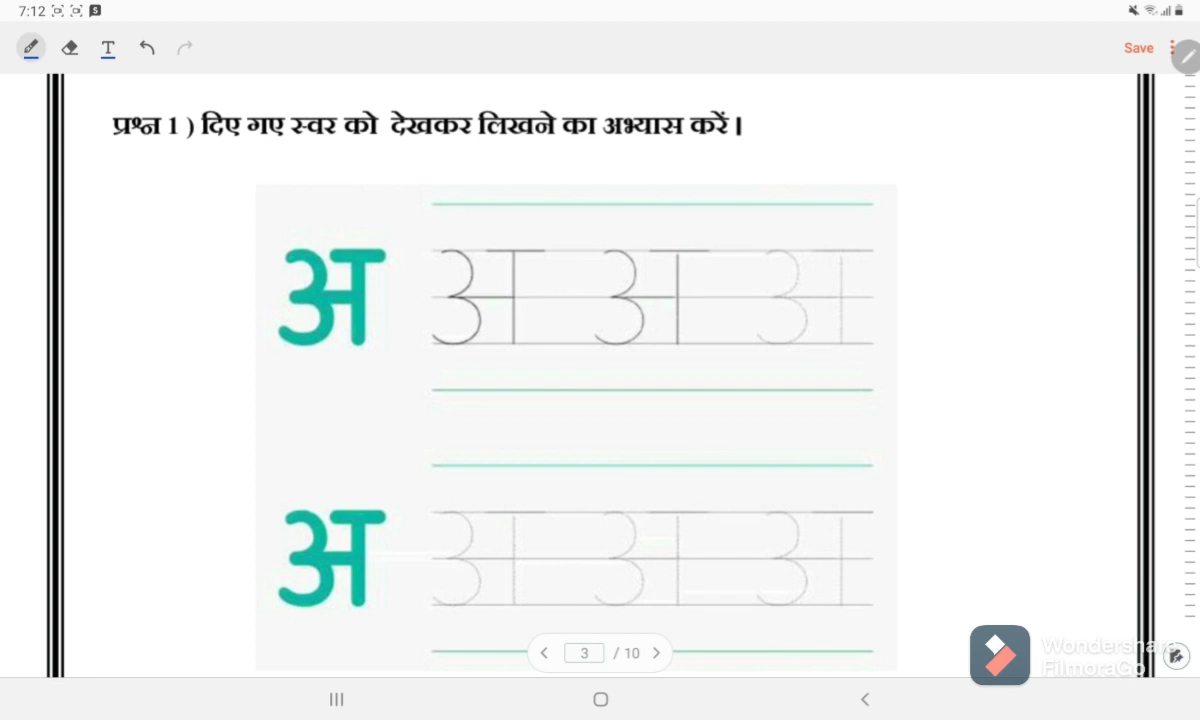 7:12
Save
प्रश्न 1 ) दिए गए स्वर को देखकर लिखने का अभ्यास करें।
अ अ अ अ
अ अ अ अ
3 / 10
Wondershare
FilmoraGo